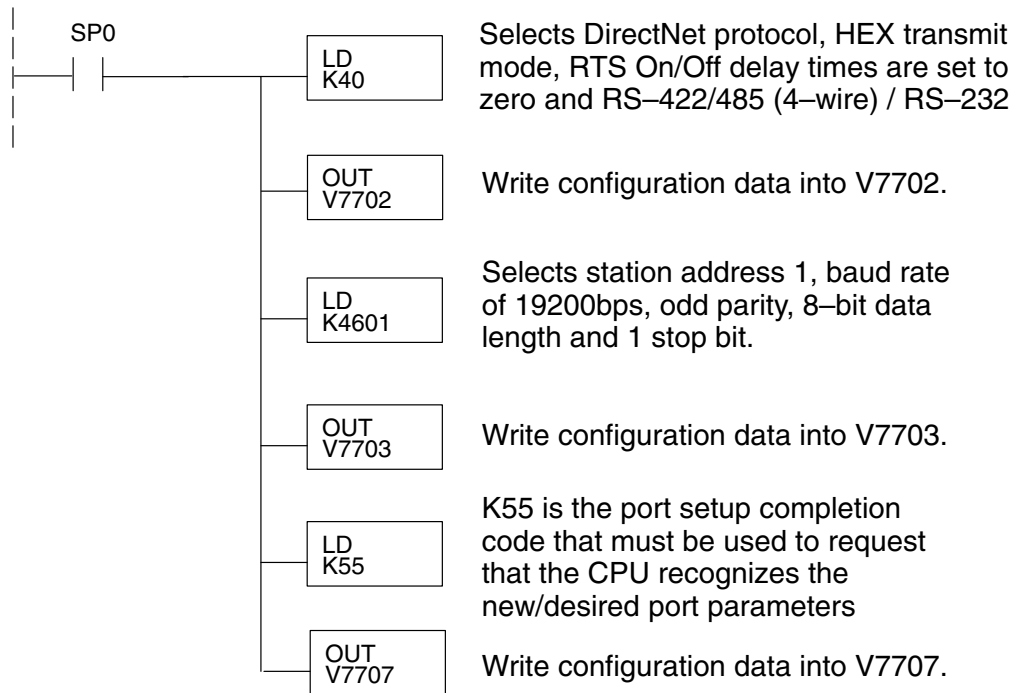 SP0
LD
K40
Selects DirectNet protocol, HEX transmit
mode, RTS On/Off delay times are set to
zero and RS–422/485 (4–wire) / RS–232
OUT
V7702
Write configuration data into V7702.
LD
K4601
Selects station address 1, baud rate
of 19200bps, odd parity, 8–bit data
length and 1 stop bit.
OUT
V7703
Write configuration data into V7703.
LD
K55
K55 is the port setup completion
code that must be used to request
that the CPU recognizes the
new/desired port parameters
OUT
V7707
Write configuration data into V7707.